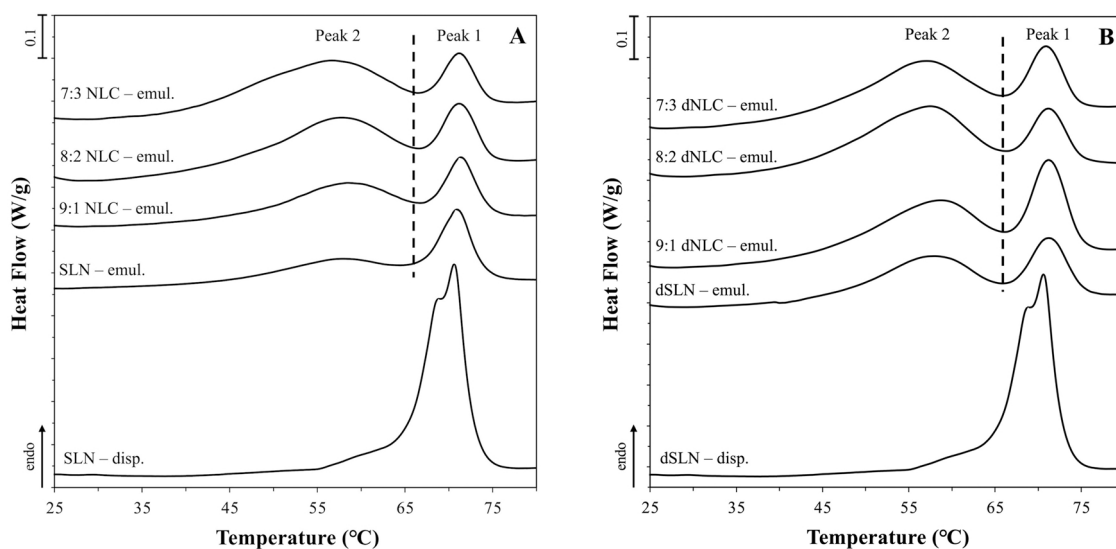 0.1
Peak 2
Peak 1
A
7:3 NLC – emul.
8:2 NLC – emul.
9:1 NLC – emul.
SLN – emul.
SLN – disp.
Heat Flow (W/g)
endo
25
35
45
55
65
75
Temperature (°C)
0.1
Peak 2
Peak 1
B
7:3 dNLC – emul.
8:2 dNLC – emul.
9:1 dNLC – emul.
dSLN – emul.
dSLN – disp.
Heat Flow (W/g)
endo
25
35
45
55
65
75
Temperature (°C)